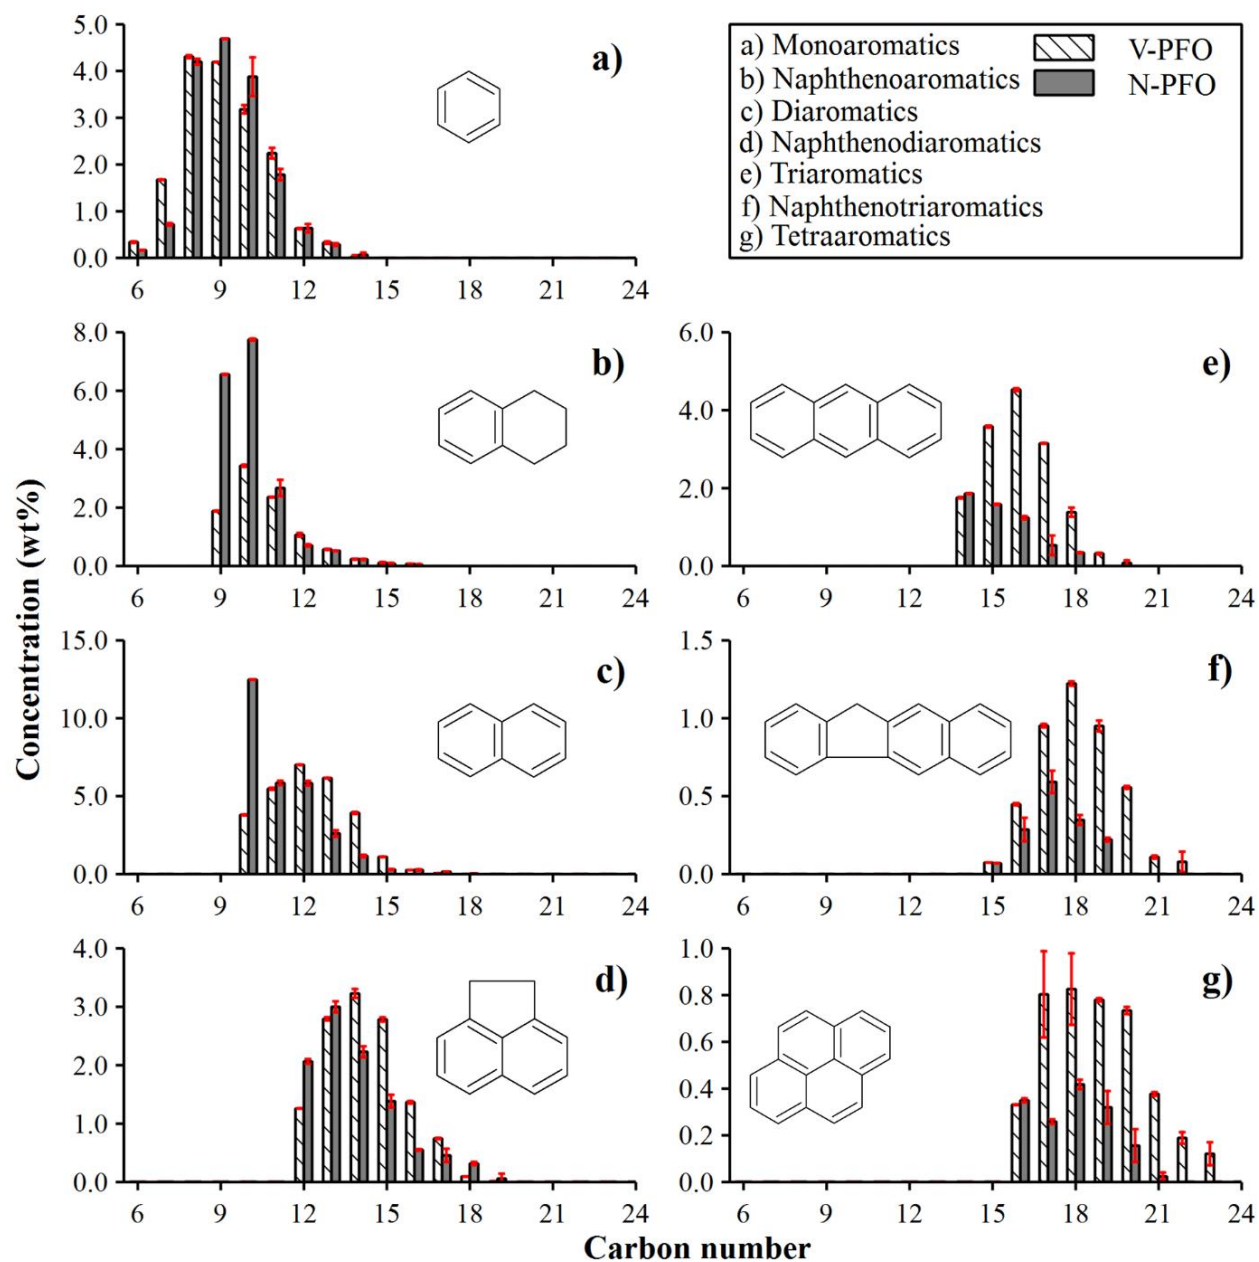 5.0
4.0
3.0
2.0
1.0
0.0
6 9 12 15 18 21 24
a)
a) Monoaromatics
b) Naphthenoaromatics
c) Diaromatics
d) Naphthenodiaromatics
e) Triaromatics
f) Naphthenotriaromatics
g) Tetraaromatics
V-PFO
N-PFO
8.0
6.0
4.0
2.0
0.0
6 9 12 15 18 21 24
b)
6.0
4.0
2.0
0.0
6 9 12 15 18 21 24
e)
Concentration (wt%)
15.0
10.0
5.0
0.0
6 9 12 15 18 21 24
c)
1.5
1.0
0.5
0.0
6 9 12 15 18 21 24
f)
4.0
3.0
2.0
1.0
0.0
6 9 12 15 18 21 24
d)
1.0
0.8
0.6
0.4
0.2
0.0
6 9 12 15 18 21 24
g)
Carbon number